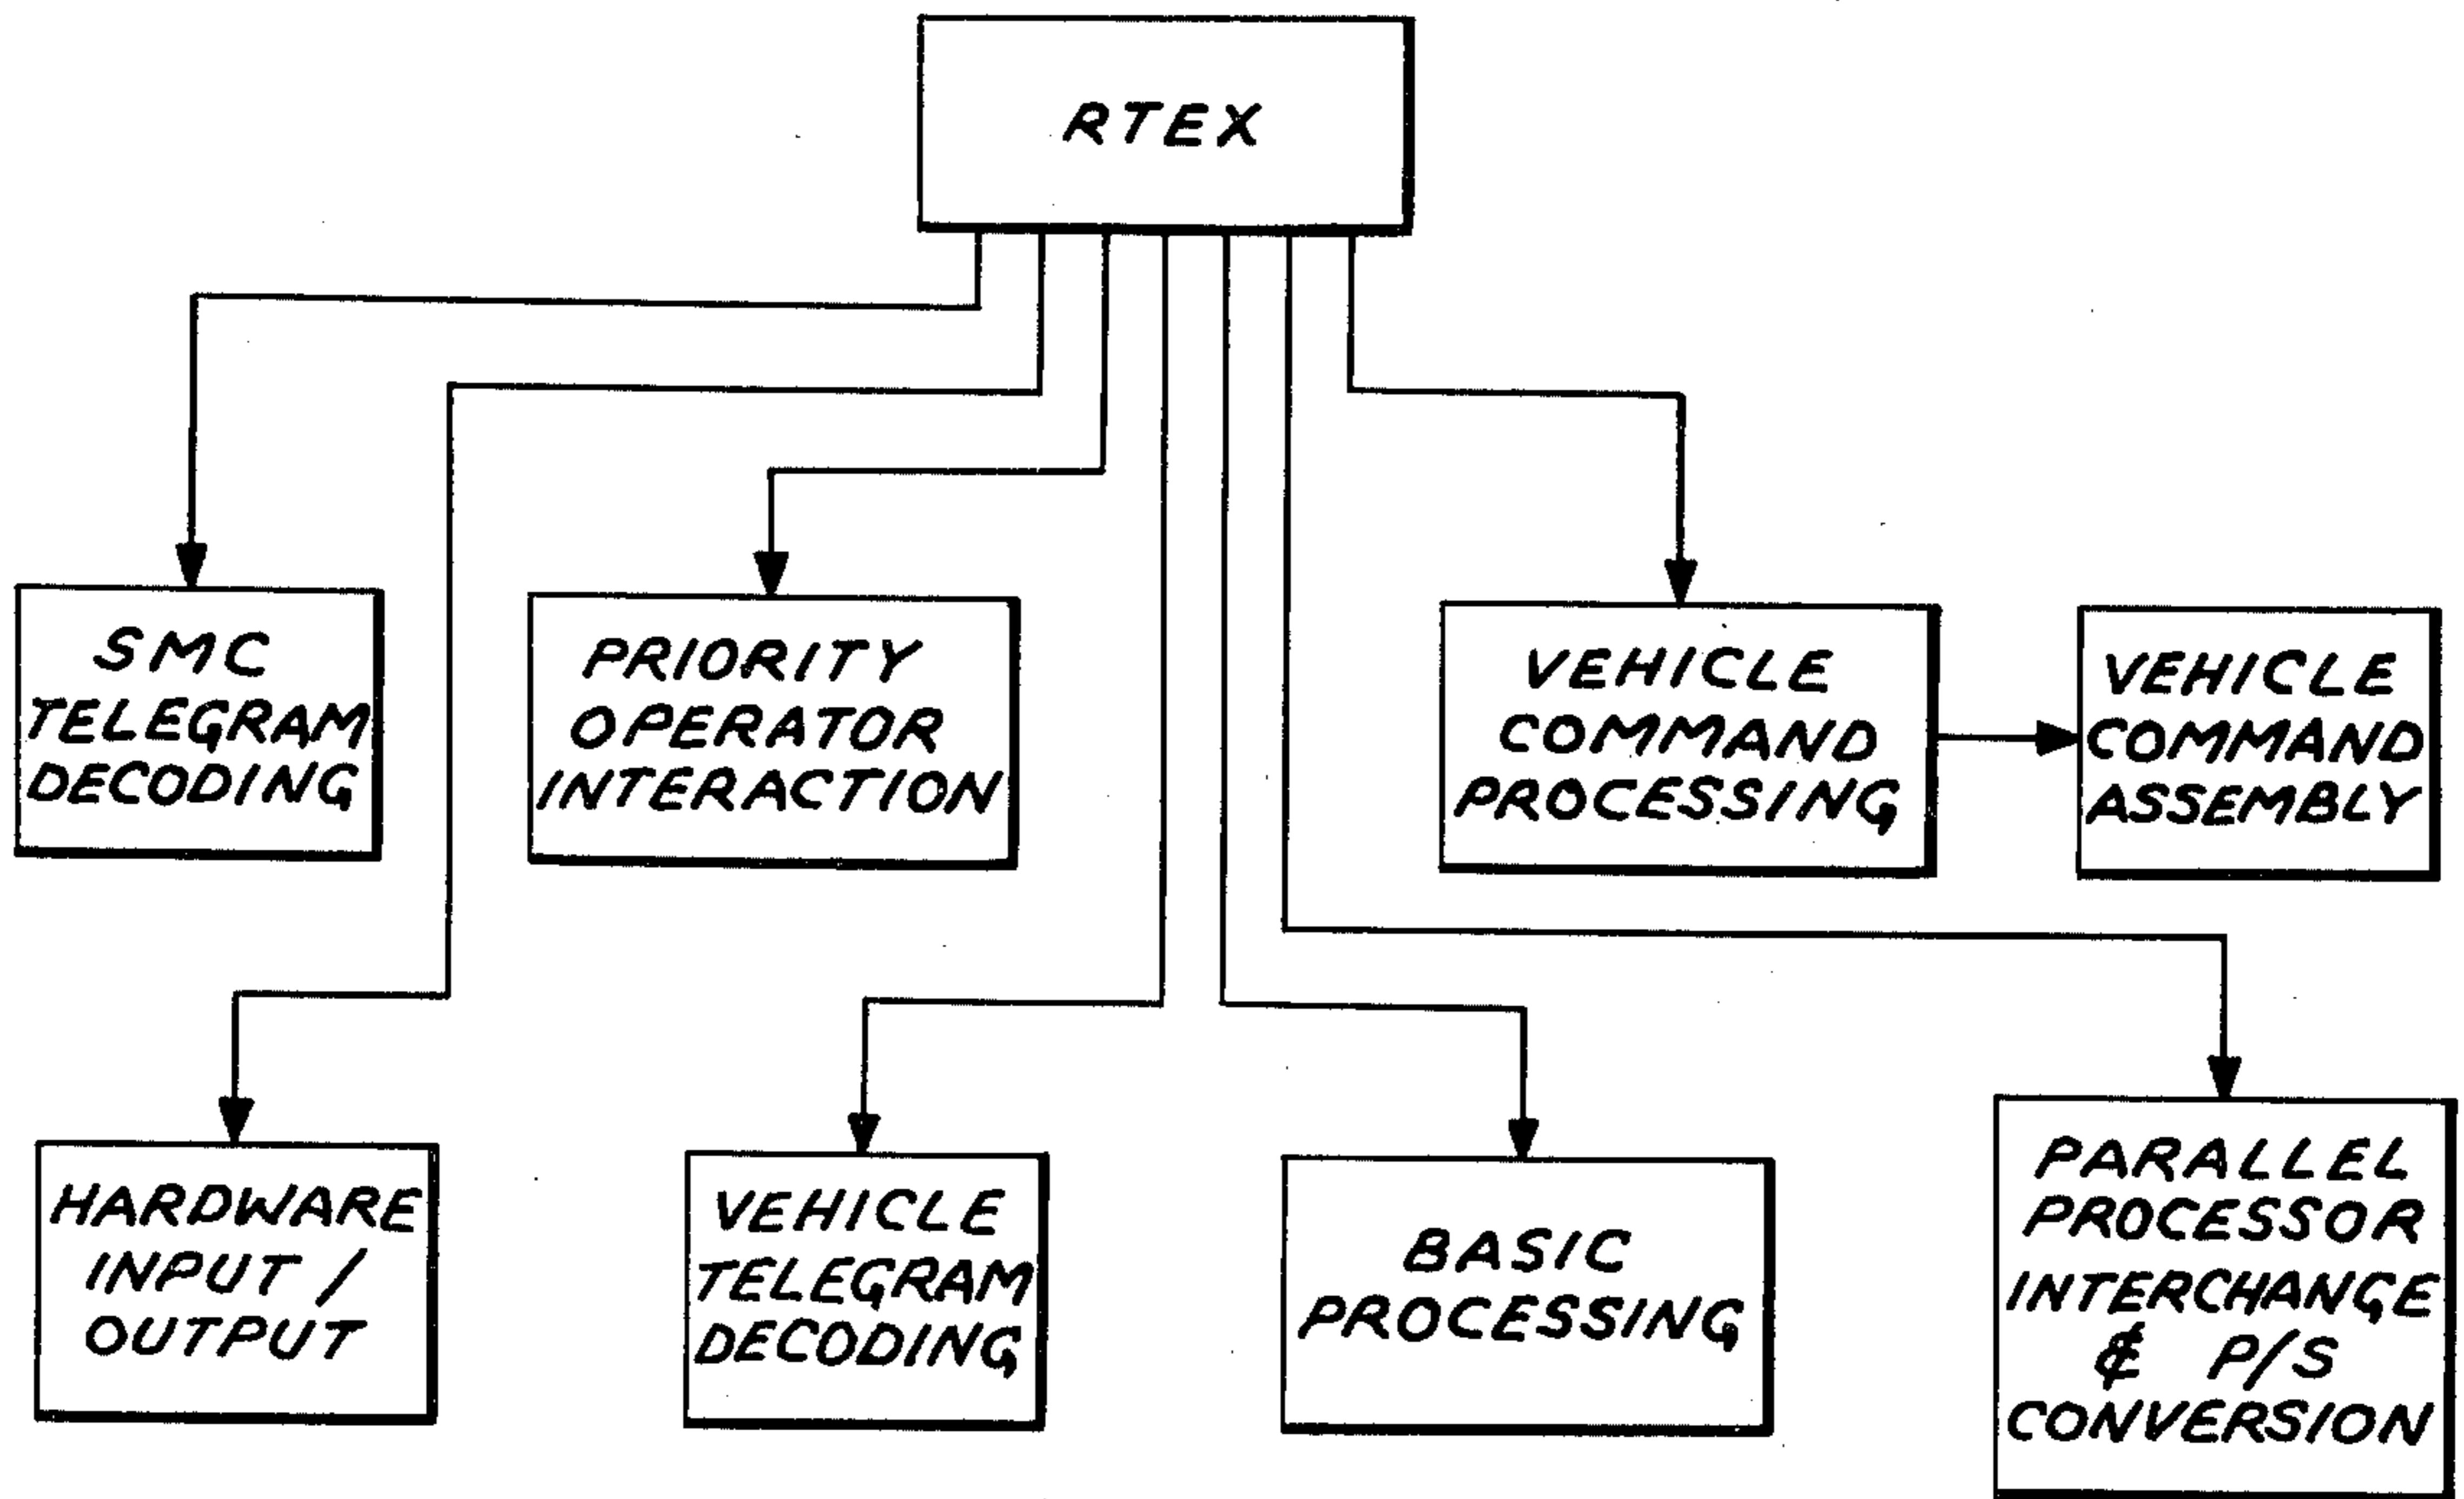 RTEX
SMC
TELEGRAM
DECODING
PRIORITY
OPERATOR
INTERACTION
VEHICLE
COMMAND
PROCESSING
VEHICLE
COMMAND
ASSEMBLY
HARDWARE
INPUT /
OUTPUT
VEHICLE
TELEGRAM
DECODING
BASIC
PROCESSING
PARALLEL
PROCESSOR
INTERCHANGE
& P/S
CONVERSION